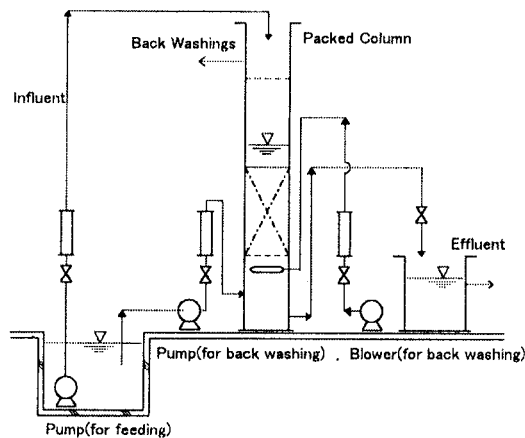 Back Washings
Packed Column
Influent
Effluent
Pump(for back washing) . Blower(for back washing)
Pump(for feeding)